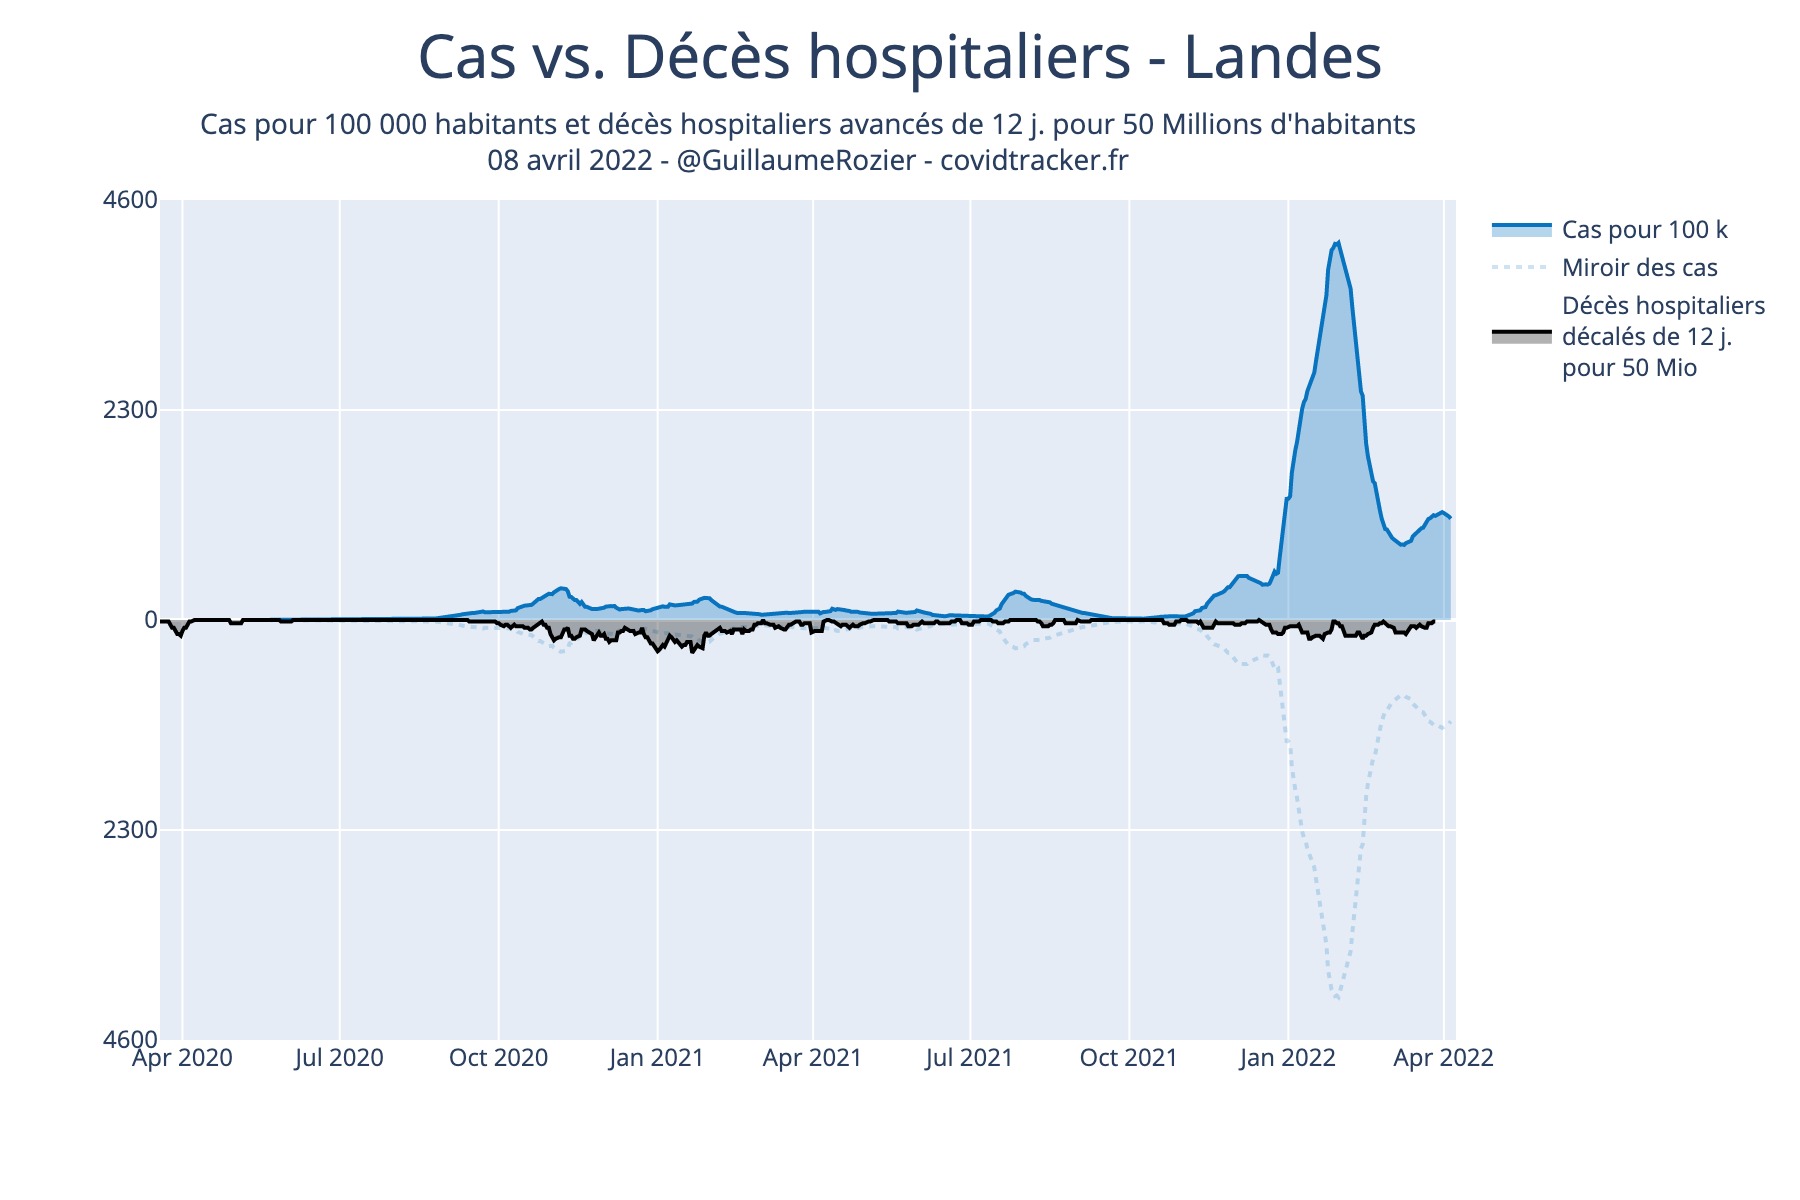 Cas vs. Décès hospitaliers - Landes
Cas pour 100 000 habitants et décès hospitaliers avancés de 12 j. pour 50 Millions d'habitants
08 avril 2022 - @GuillaumeRozier - covidtracker.fr
4600
2300
0
2300
4600
Apr 2020
Jul 2020
Oct 2020
Jan 2021
Apr 2021
Jul 2021
Oct 2021
Jan 2022
Apr 2022
Cas pour 100 k
Miroir des cas
Décès hospitaliers
décalés de 12 j.
pour 50 Mio